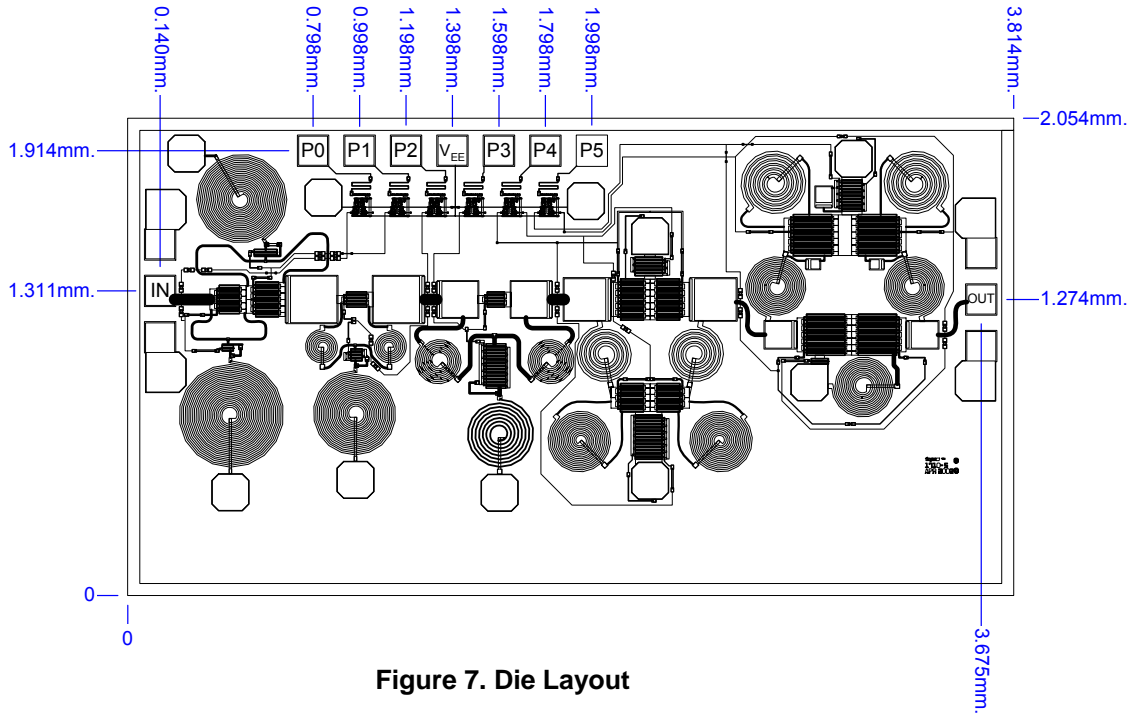 0.140mm.
0.798mm.
0.998mm.
1.198mm.
1.398mm.
1.598mm.
1.798mm.
1.998mm.
3.814mm.
2.054mm.
1.914mm.
P0 P1 P2 VEE P3 P4 P5
1.311mm.
IN
OUT
1.274mm.
0
0
3.675mm.
Figure 7. Die Layout